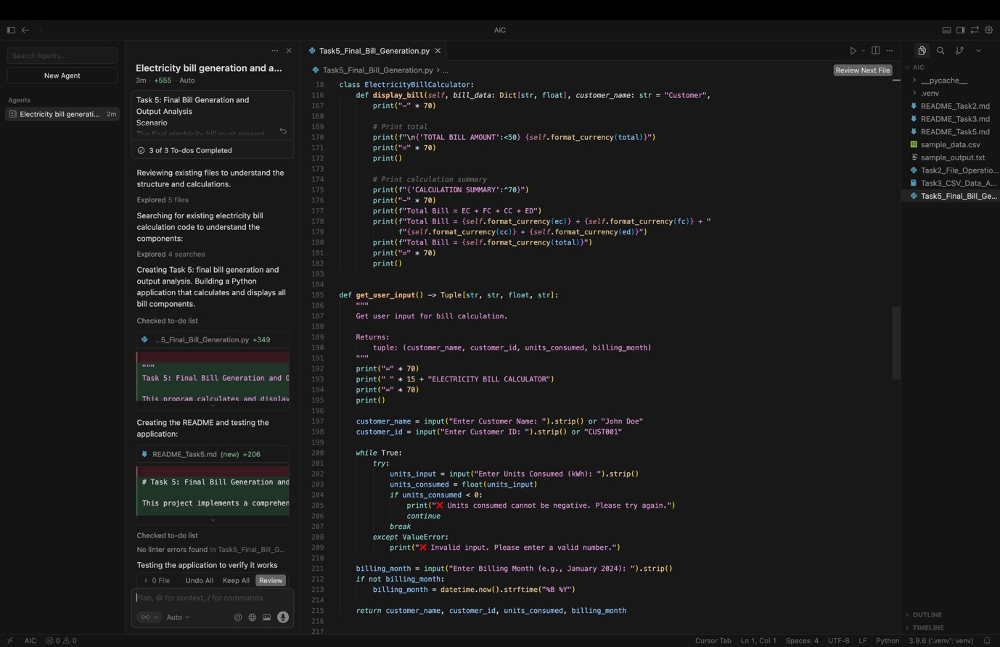 AIC
Search Agents...
New Agent
Agents
Electricity bill generati... 2m
Electricity bill generation and a...
3m · +555 · Auto
Task 5: Final Bill Generation and
Output Analysis
Scenario
The final electricity bill must present
3 of 3 To-dos Completed
Reviewing existing files to understand the
structure and calculations.
Explored 5 files
Searching for existing electricity bill
calculation code to understand the
components:
Explored 4 searches
Creating Task 5: final bill generation and
output analysis. Building a Python
application that calculates and displays all
bill components.
Checked to-do list
...5_Final_Bill_Generation.py +349
"""
Task 5: Final Bill Generation and O
This program calculates and display
Creating the README and testing the
application:
README_Task5.md (new) +206
# Task 5: Final Bill Generation and
This project implements a comprehen
Checked to-do list
No linter errors found in Task5_Final_Bill_G...
Testing the application to verify it works
> 0 File Undo All Keep All Review
Plan, @ for context, / for commands
Auto
Task5_Final_Bill_Generation.py
Task5_Final_Bill_Generation.py > ...
Review Next File
18 class ElectricityBillCalculator:
116 def display_bill(self, bill_data: Dict[str, float], customer_name: str = "Customer",
167 print("-" * 70)
168
169 # Print total
170 print(f"\n{'TOTAL BILL AMOUNT':<50} {self.format_currency(total)}")
171 print("=" * 70)
172 print()
173
174 # Print calculation summary
175 print(f"{'CALCULATION SUMMARY':^70}")
176 print("-" * 70)
177 print(f"Total Bill = EC + FC + CC + ED")
178 print(f"Total Bill = {self.format_currency(ec)} + {self.format_currency(fc)} + "
179 f"{self.format_currency(cc)} + {self.format_currency(ed)}")
180 print(f"Total Bill = {self.format_currency(total)}")
181 print("=" * 70)
182 print()
183
184
185 def get_user_input() -> Tuple[str, str, float, str]:
186 """
187 Get user input for bill calculation.
188
189 Returns:
190 tuple: (customer_name, customer_id, units_consumed, billing_month)
191 """
192 print("=" * 70)
193 print(" " * 15 + "ELECTRICITY BILL CALCULATOR")
194 print("=" * 70)
195 print()
196
197 customer_name = input("Enter Customer Name: ").strip() or "John Doe"
198 customer_id = input("Enter Customer ID: ").strip() or "CUST001"
199
200 while True:
201 try:
202 units_input = input("Enter Units Consumed (kWh): ").strip()
203 units_consumed = float(units_input)
204 if units_consumed < 0:
205 print("❌ Units consumed cannot be negative. Please try again.")
206 continue
207 break
208 except ValueError:
209 print("❌ Invalid input. Please enter a valid number.")
210
211 billing_month = input("Enter Billing Month (e.g., January 2024): ").strip()
212 if not billing_month:
213 billing_month = datetime.now().strftime("%B %Y")
214
215 return customer_name, customer_id, units_consumed, billing_month
216
217
AIC
__pycache__
.venv
README_Task2.md
README_Task3.md
README_Task5.md
sample_data.csv
sample_output.txt
Task2_File_Operatio...
Task3_CSV_Data_A...
Task5_Final_Bill_Ge...
OUTLINE
TIMELINE
AIC 0 0 Cursor Tab Ln 1, Col 1 Spaces: 4 UTF-8 LF Python 3.9.6 ('.venv': venv)